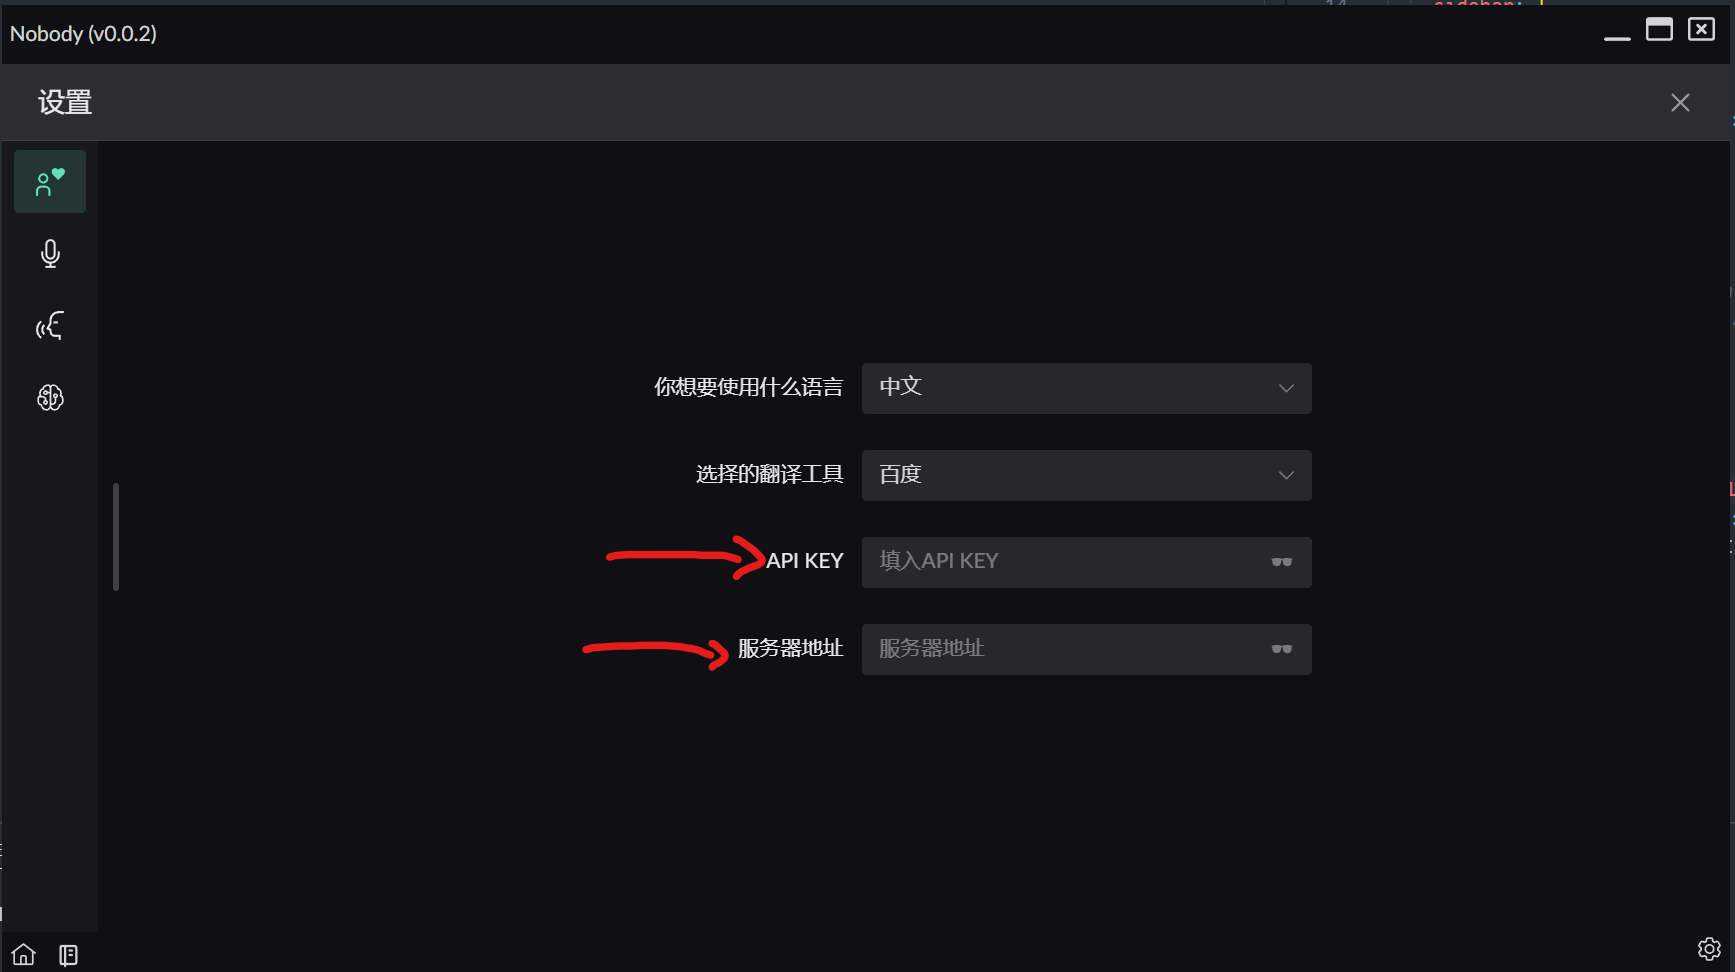 Nobody (v0.0.2)
设置
你想要使用什么语言 中文
选择的翻译工具 百度
API KEY 填入API KEY
服务器地址 服务器地址